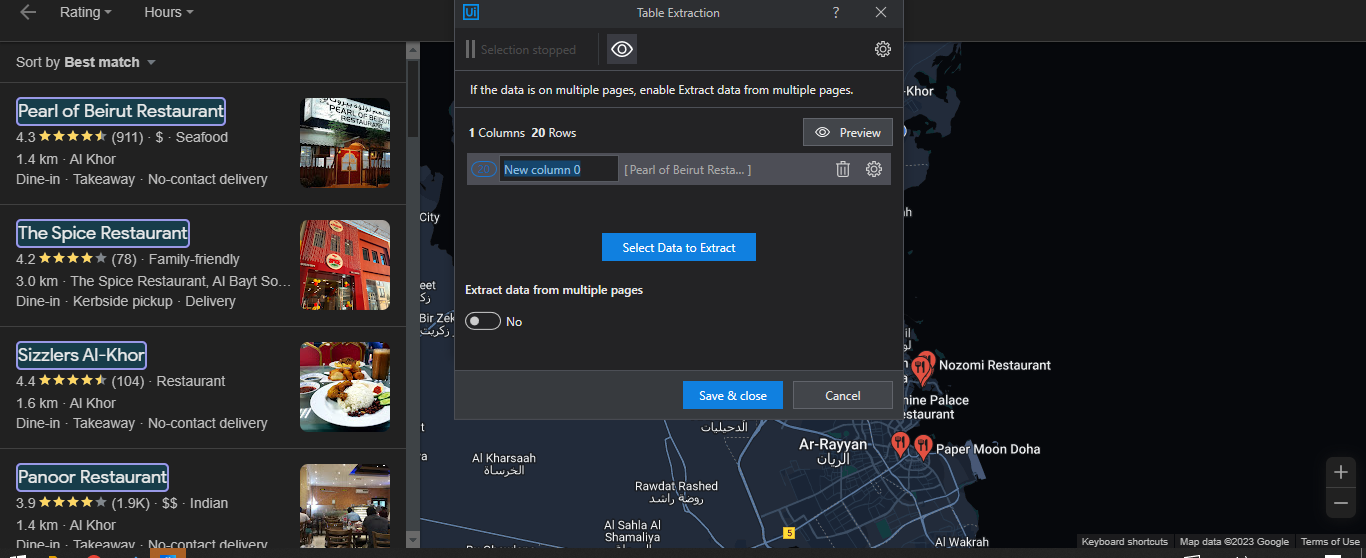 Rating
Hours
Sort by Best match
Pearl of Beirut Restaurant
4.3 (911) · $ · Seafood
1.4 km · Al Khor
Dine-in · Takeaway · No-contact delivery
The Spice Restaurant
4.2 (78) · Family-friendly
3.0 km · The Spice Restaurant, Al Bayt So...
Dine-in · Kerbside pickup · Delivery
Sizzlers Al-Khor
4.4 (104) · Restaurant
1.6 km · Al Khor
Dine-in · Takeaway · No-contact delivery
Panoor Restaurant
3.9 (1.9K) · $$ · Indian
1.4 km · Al Khor
Dine-in · Takeaway · No-contact delivery
PEARL OF BEIRUT
RESTAURANT
Ui
Table Extraction
?
Selection stopped
If the data is on multiple pages, enable Extract data from multiple pages.
1 Columns 20 Rows
Preview
New column 0
[ Pearl of Beirut Resta... ]
Select Data to Extract
Extract data from multiple pages
No
Save & close
Cancel
-Khor
City
Bir Zek
Nozomi Restaurant
nine Palace
estaurant
Paper Moon Doha
Ar-Rayyan
الريان
Al Kharsaah
الخرساة
Rawdat Rashed
روضة راشد
Al Sahla Al
Shamaliya
5
Al Wakrah
Keyboard shortcuts
Map data ©2023 Google
Terms of Use